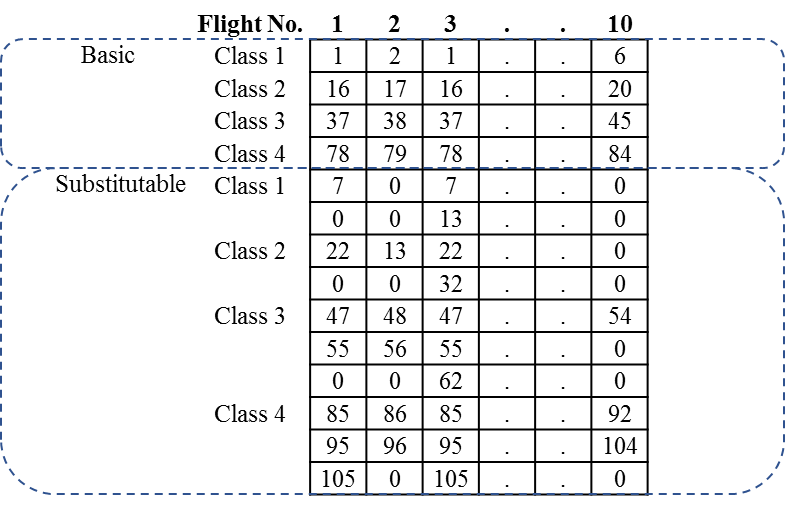 Flight No. 1 2 3 . . 10
Basic Class 1 1 2 1 . . 6
Class 2 16 17 16 . . 20
Class 3 37 38 37 . . 45
Class 4 78 79 78 . . 84
Substitutable Class 1 7 0 7 . . 0
0 0 13 . . 0
Class 2 22 13 22 . . 0
0 0 32 . . 0
Class 3 47 48 47 . . 54
55 56 55 . . 0
0 0 62 . . 0
Class 4 85 86 85 . . 92
95 96 95 . . 104
105 0 105 . . 0